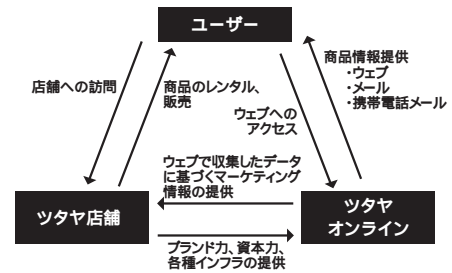 ユーザー
店舗への訪問
商品のレンタル、
販売
商品情報提供
・ウェブ
・メール
・携帯電話メール
ウェブへの
アクセス
ウェブで収集したデータ
に基づくマーケティング
情報の提供
ツタヤ店舗
ツタヤ
オンライン
ブランド力、資本力、
各種インフラの提供